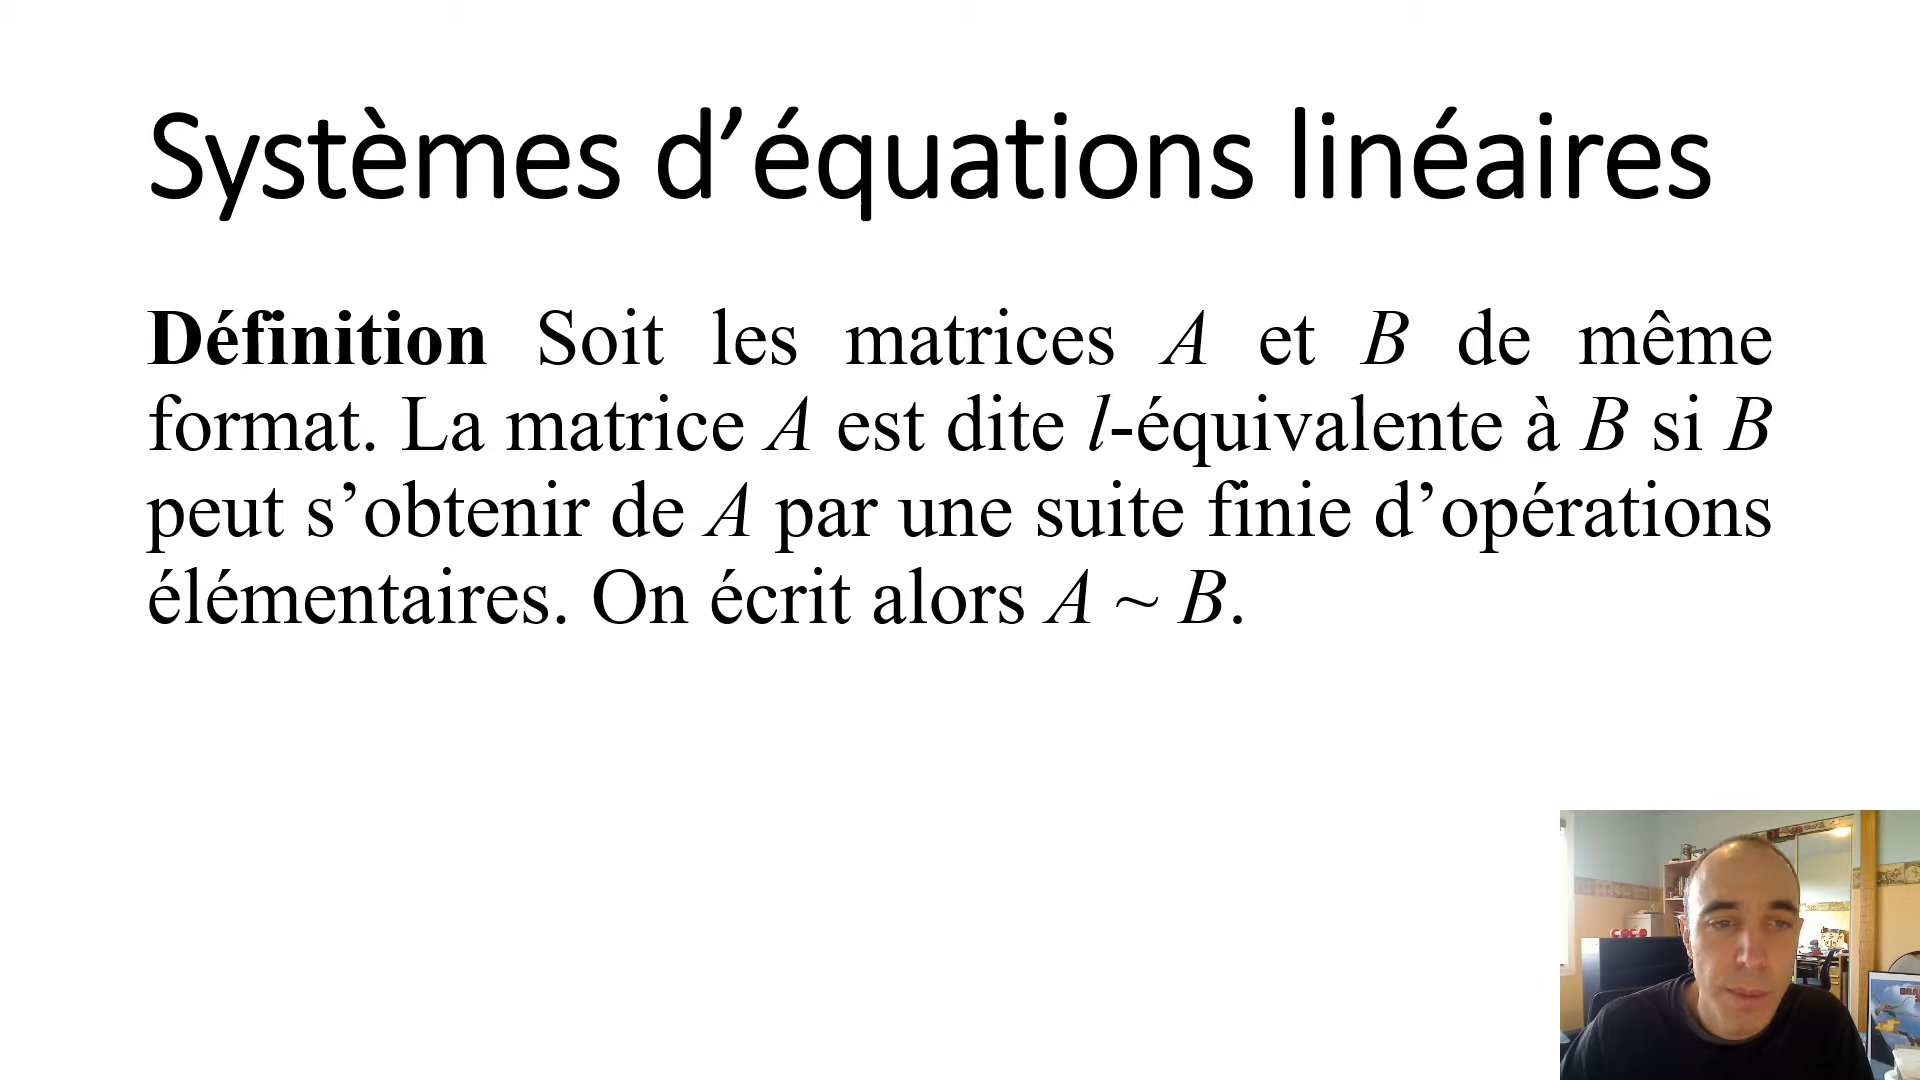 Systèmes d’équations linéaires
Définition Soit les matrices A et B de même
format. La matrice A est dite l-équivalente à B si B
peut s’obtenir de A par une suite finie d’opérations
élémentaires. On écrit alors A ~ B.